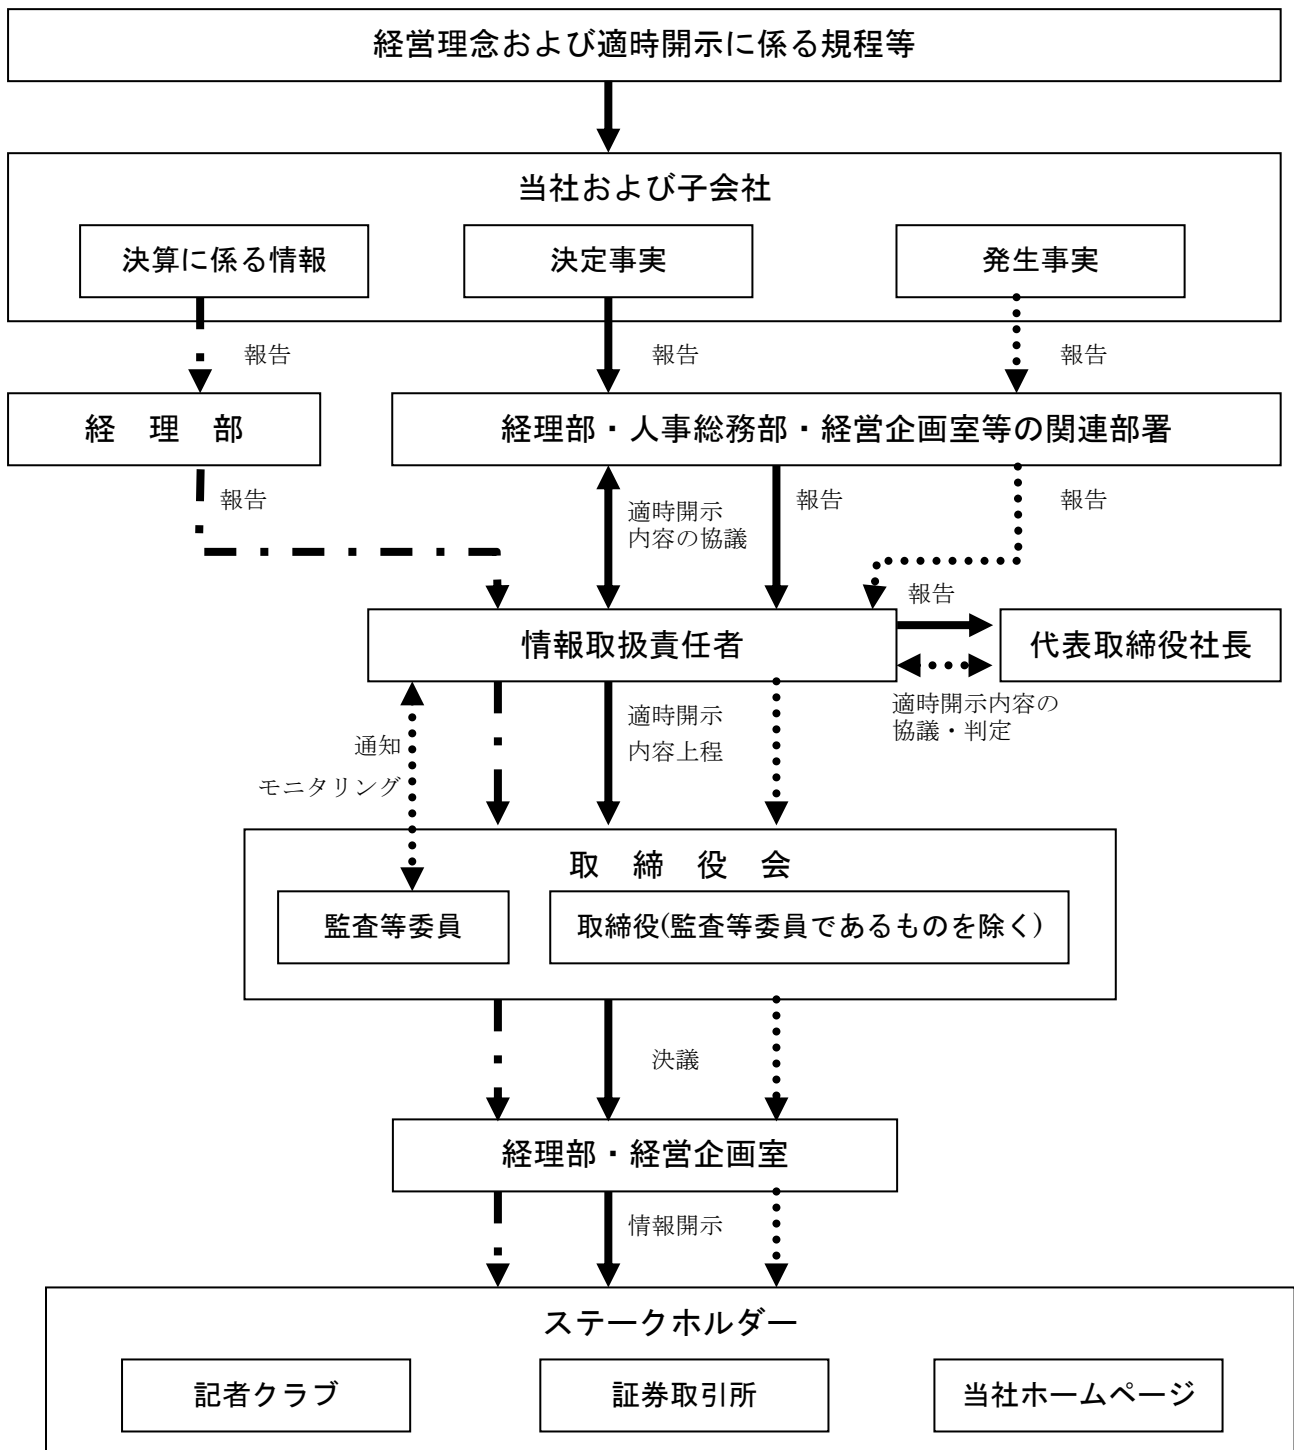 経営理念および適時開示に係る規程等
当社および子会社
決算に係る情報
決定事実
発生事実
報告
報告
報告
経 理 部
経理部・人事総務部・経営企画室等の関連部署
報告
適時開示
内容の協議
報告
報告
報告
情報取扱責任者
代表取締役社長
適時開示内容の
協議・判定
通知
モニタリング
適時開示
内容上程
取 締 役 会
監査等委員
取締役(監査等委員であるものを除く)
決議
経理部・経営企画室
情報開示
ステークホルダー
記者クラブ
証券取引所
当社ホームページ